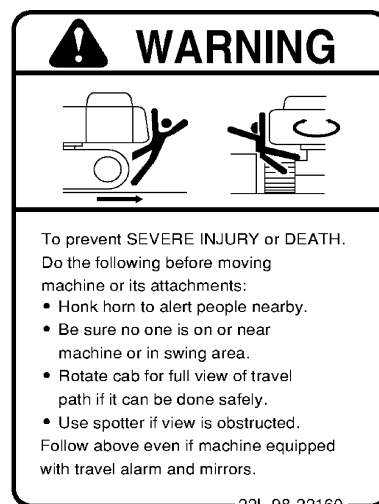 WARNING
To prevent SEVERE INJURY or DEATH.
Do the following before moving
machine or its attachments:
• Honk horn to alert people nearby.
• Be sure no one is on or near
machine or in swing area.
• Rotate cab for full view of travel
path if it can be done safely.
• Use spotter if view is obstructed.
Follow above even if machine equipped
with travel alarm and mirrors.